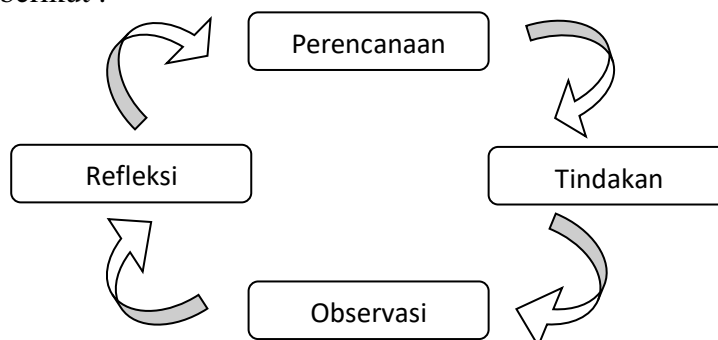 berikut :
Perencanaan
Refleksi
Tindakan
Observasi